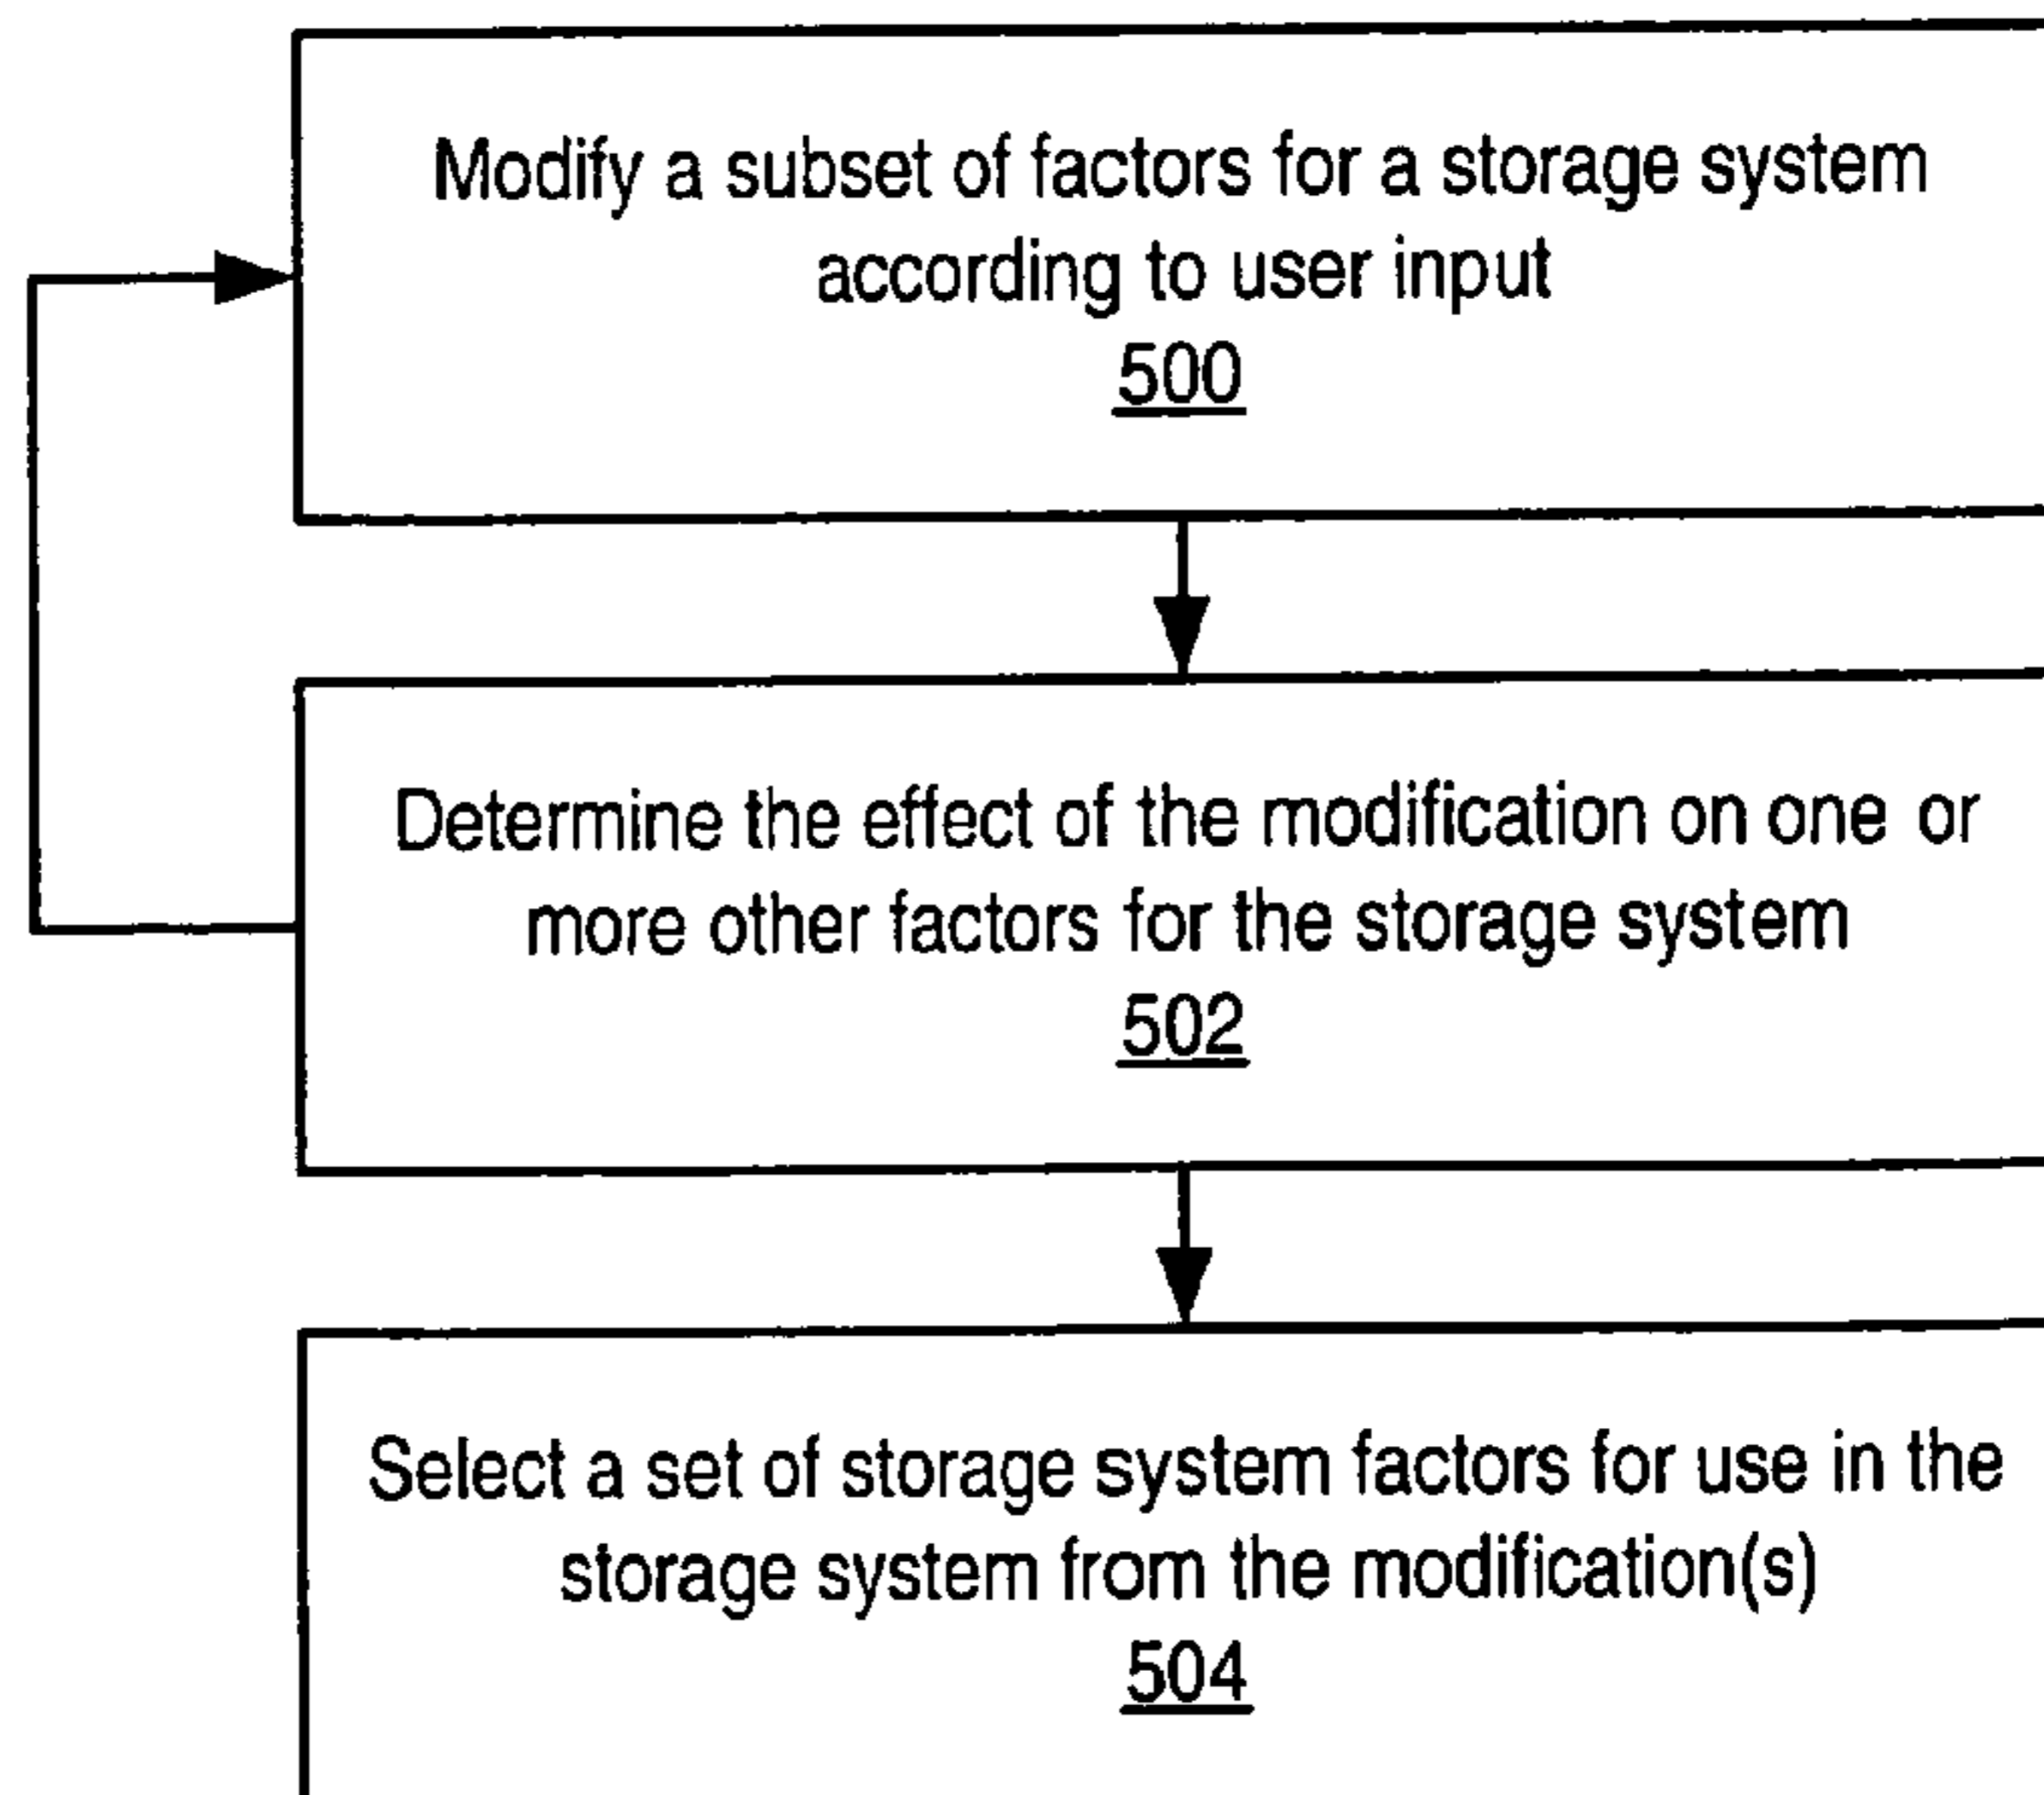 Modify a subset of factors for a storage system
according to user input
500
Determine the effect of the modification on one or
more other factors for the storage system
502
Select a set of storage system factors for use in the
storage system from the modification(s)
504